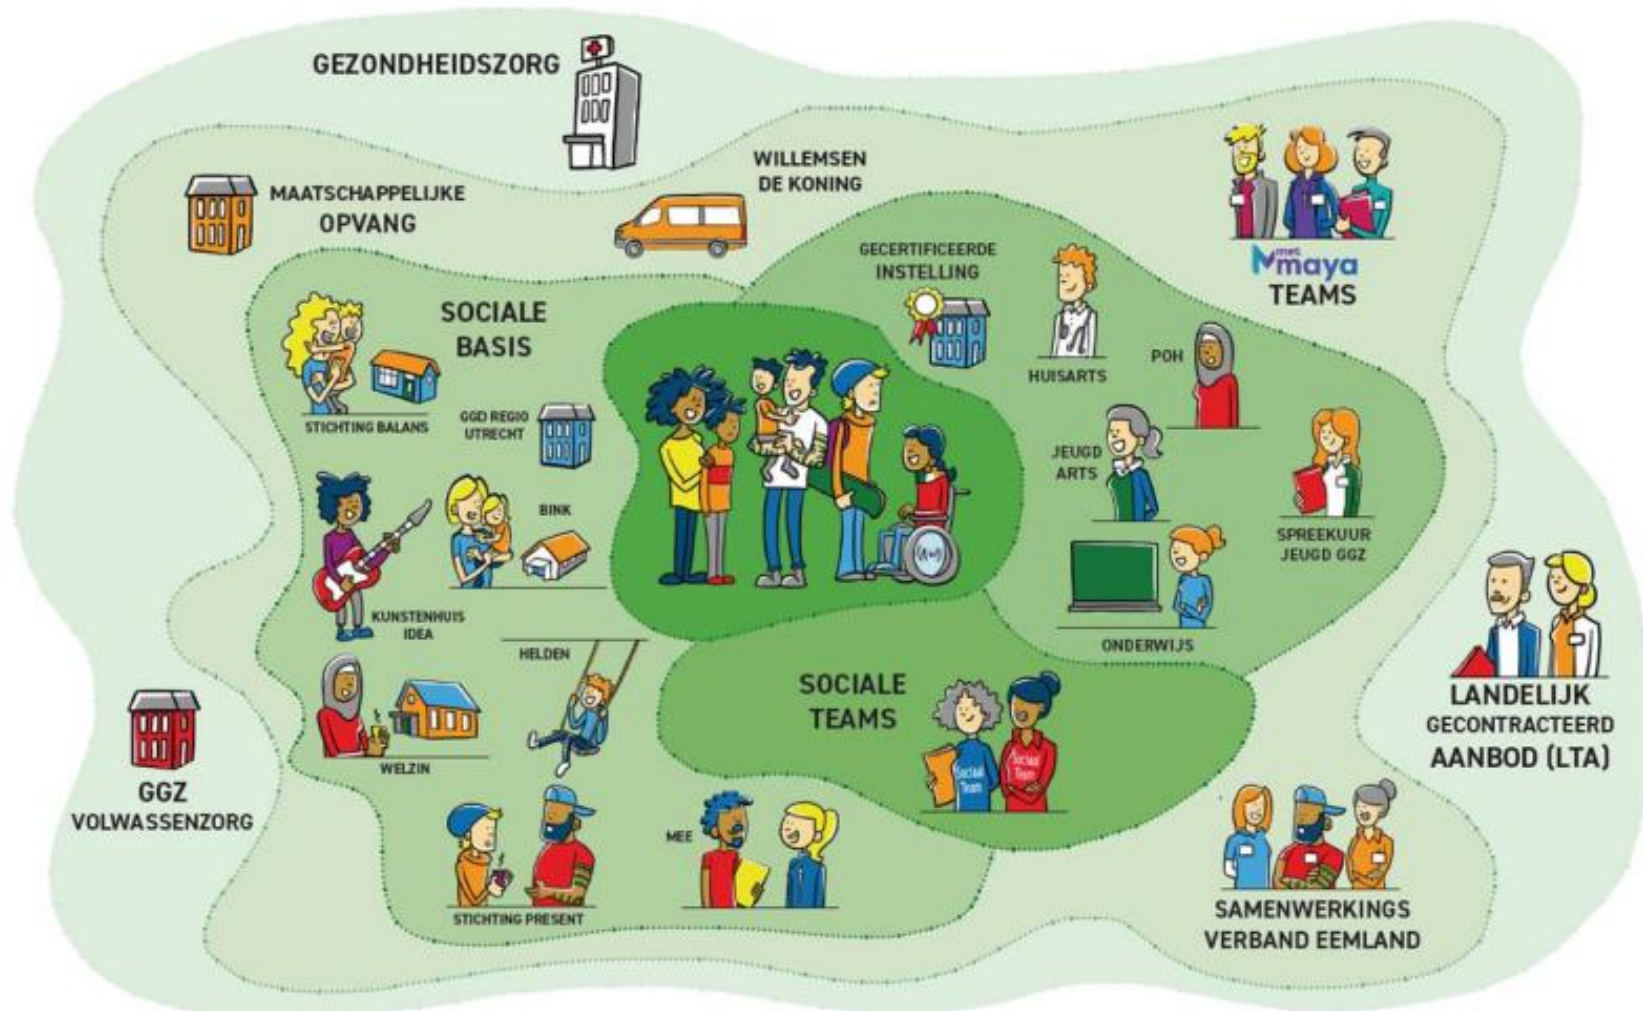 GEZONDHEIDSZORG
MAATSCHAPPELIJKE
OPVANG
WILLEMSEN
DE KONING
met
maya
TEAMS
SOCIALE
BASIS
STICHTING BALANS
GGD REGIO
UTRECHT
KUNSTENHUIS
IDEA
BINK
HELDEN
WELZIN
STICHTING PRESENT
MEE
GECERTIFICEERDE
INSTELLING
HUISARTS
POH
JEUGD
ARTS
SPREEKUUR
JEUGD GGZ
ONDERWIJS
SOCIALE
TEAMS
Sociaal
Team
Sociaal
Team
GGZ
VOLWASSENZORG
LANDELIJK
GECONTRACTEERD
AANBOD (LTA)
SAMENWERKINGS
VERBAND EEMLAND